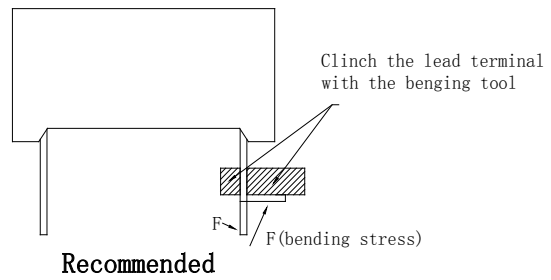 Clinch the lead terminal
with the benging tool
F
F(bending stress)
Recommended